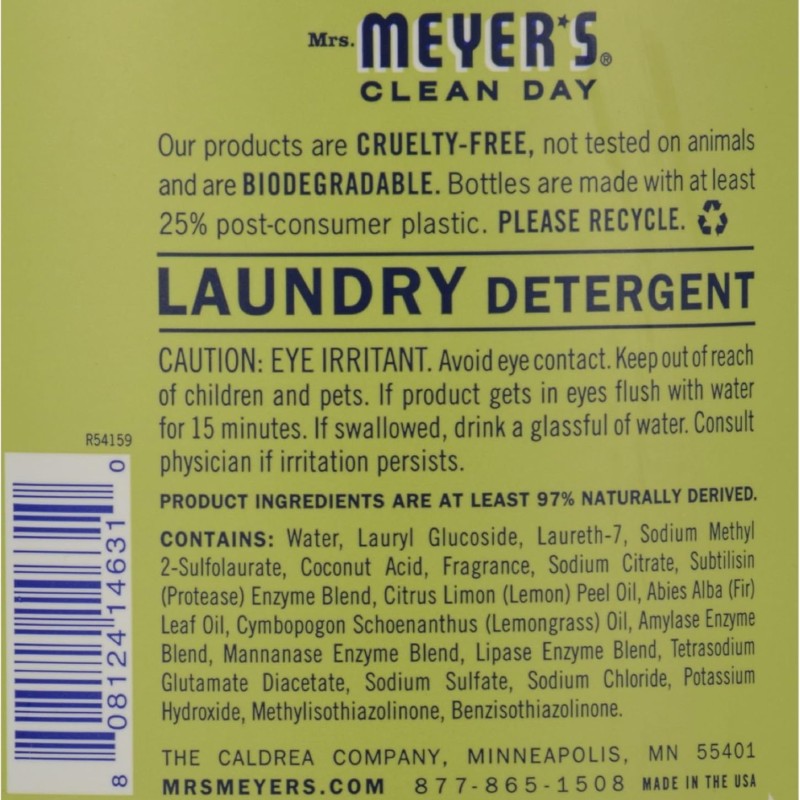 Mrs. MEYER'S®
CLEAN DAY
Our products are CRUELTY-FREE, not tested on animals
and are BIODEGRADABLE. Bottles are made with at least
25% post-consumer plastic. PLEASE RECYCLE.
LAUNDRY DETERGENT
CAUTION: EYE IRRITANT. Avoid eye contact. Keep out of reach
of children and pets. If product gets in eyes flush with water
for 15 minutes. If swallowed, drink a glassful of water. Consult
physician if irritation persists.
PRODUCT INGREDIENTS ARE AT LEAST 97% NATURALLY DERIVED.
CONTAINS: Water, Lauryl Glucoside, Laureth-7, Sodium Methyl
2-Sulfolaurate, Coconut Acid, Fragrance, Sodium Citrate, Subtilisin
(Protease) Enzyme Blend, Citrus Limon (Lemon) Peel Oil, Abies Alba (Fir)
Leaf Oil, Cymbopogon Schoenanthus (Lemongrass) Oil, Amylase Enzyme
Blend, Mannanase Enzyme Blend, Lipase Enzyme Blend, Tetrasodium
Glutamate Diacetate, Sodium Sulfate, Sodium Chloride, Potassium
Hydroxide, Methylisothiazolinone, Benzisothiazolinone.
THE CALDREA COMPANY, MINNEAPOLIS, MN 55401
MRSMEYERS.COM 877-865-1508 MADE IN THE USA
R54159
8 08124 14631 0